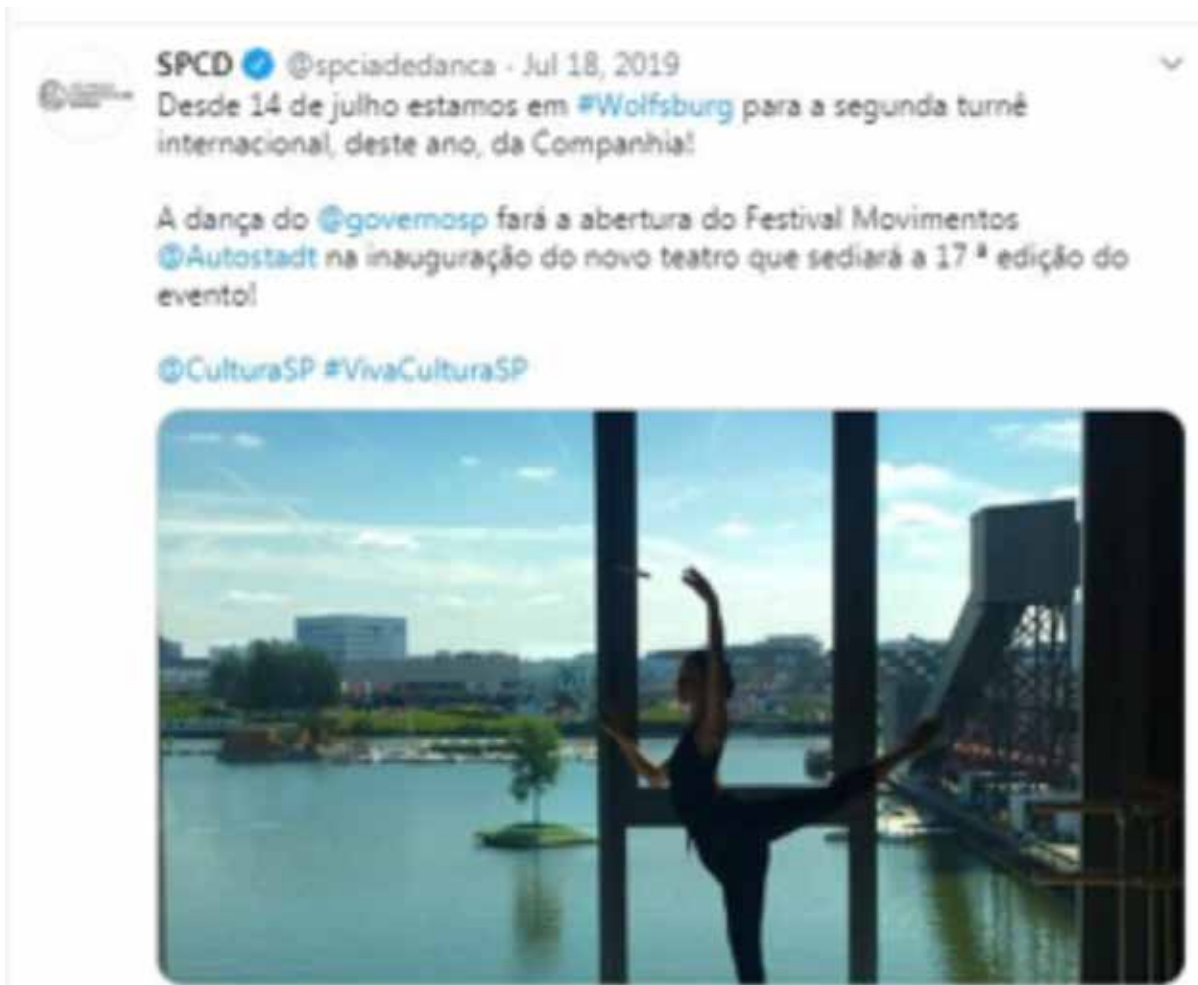 SPCD @spciadedanca · Jul 18, 2019
Desde 14 de julho estamos em #Wolfsburg para a segunda turnê
internacional, deste ano, da Companhia!
A dança do @governosp fará a abertura do Festival Movimentos
@Autostadt na inauguração do novo teatro que sediará a 17 ª edição do
evento!
@CulturaSP #VivaCulturaSP